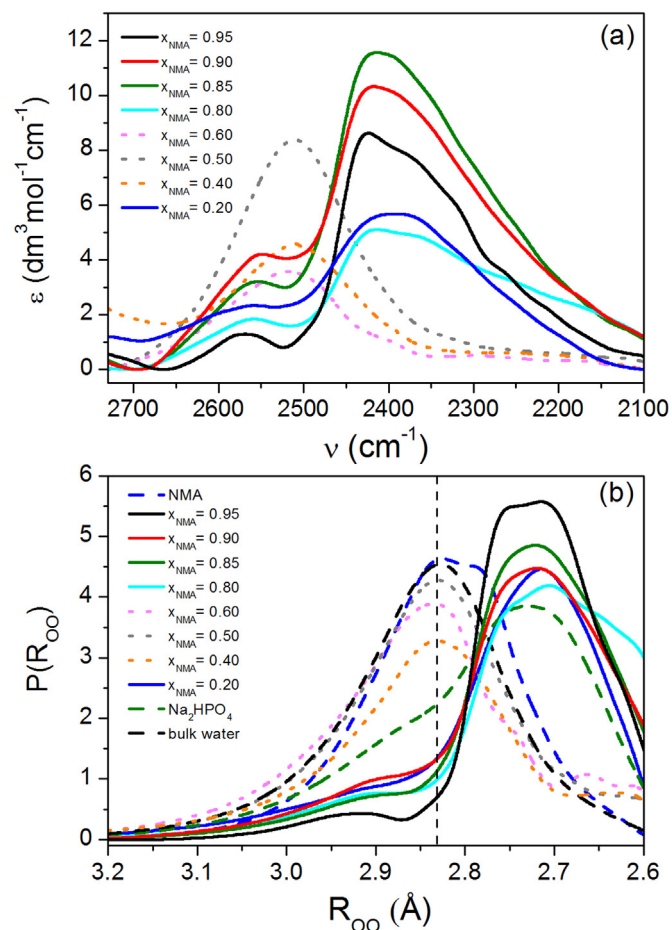 (a)
x_NMA = 0.95
x_NMA = 0.90
x_NMA = 0.85
x_NMA = 0.80
x_NMA = 0.60
x_NMA = 0.50
x_NMA = 0.40
x_NMA = 0.20
12
10
8
6
4
2
0
ε (dm³mol⁻¹cm⁻¹)
2700 2600 2500 2400 2300 2200 2100
ν (cm⁻¹)
(b)
NMA
x_NMA = 0.95
x_NMA = 0.90
x_NMA = 0.85
x_NMA = 0.80
x_NMA = 0.60
x_NMA = 0.50
x_NMA = 0.40
x_NMA = 0.20
Na₂HPO₄
bulk water
6
5
4
3
2
1
0
P(R_OO)
3.2 3.1 3.0 2.9 2.8 2.7 2.6
R_OO (Å)